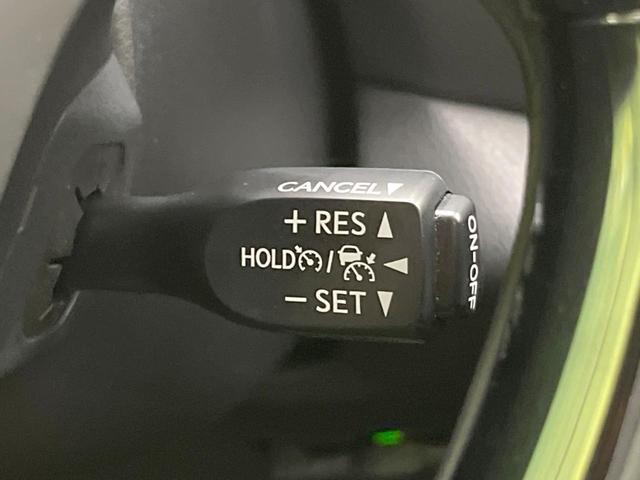 CANCEL ▼
+ RES ▲
HOLD / ◀
− SET ▼
ON-OFF